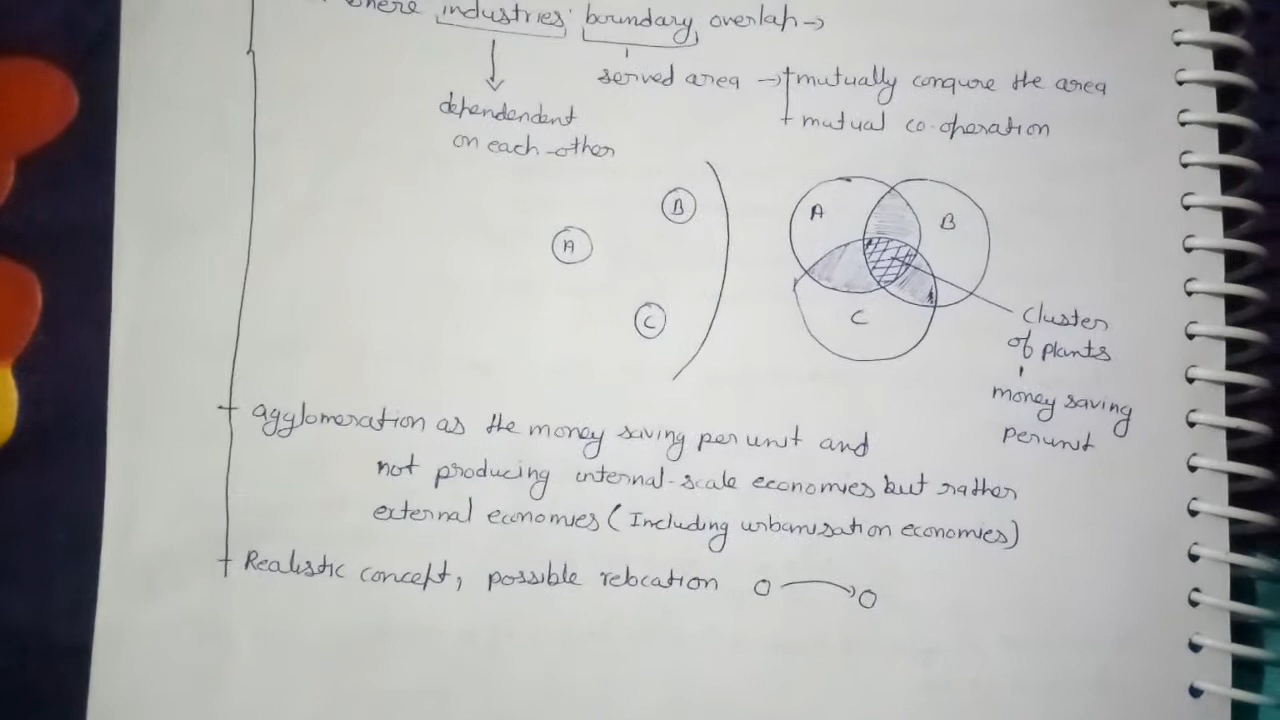 where industries boundary overlap →
served area → mutually conqure the area
mutual co-operation
dependendent
on each-other
A
B
C
A
B
C
cluster
of plants
money saving
per unit
agglomeration as the money saving per unit and
not producing internal-scale economies but rather
external economies (Including urbanisation economies)
Realistic concept, possible relocation